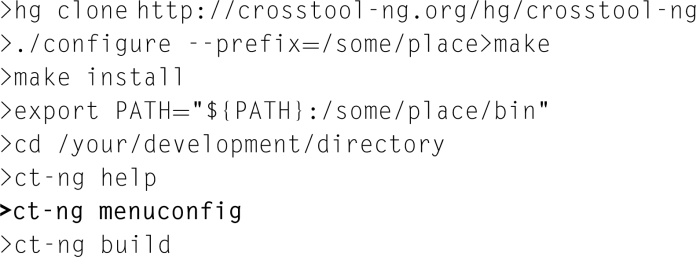 >hg clone http://crosstool-ng.org/hg/crosstool-ng
>./configure --prefix=/some/place>make
>make install
>export PATH="${PATH}:/some/place/bin"
>cd /your/development/directory
>ct-ng help
>ct-ng menuconfig
>ct-ng build